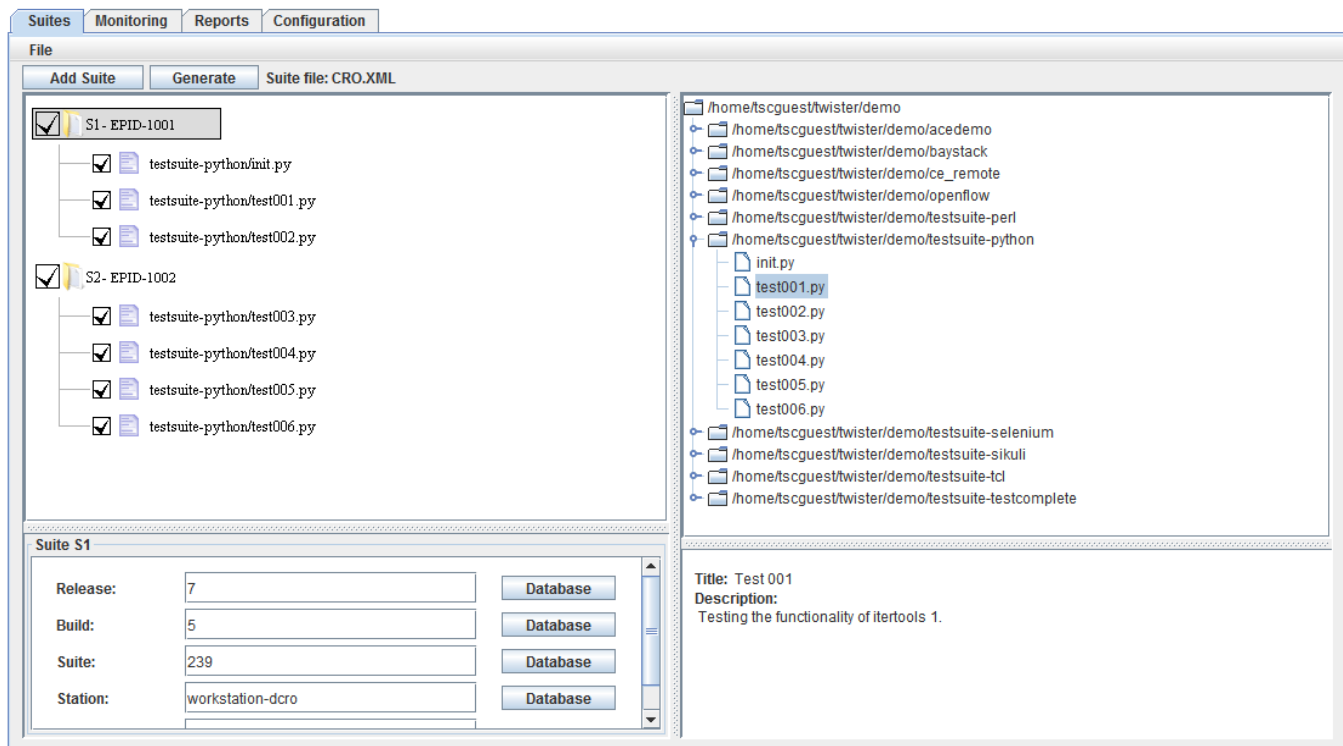 Suites Monitoring Reports Configuration
File
Add Suite Generate Suite file: CRO.XML
S1- EPID-1001
testsuite-python/init.py
testsuite-python/test001.py
testsuite-python/test002.py
S2- EPID-1002
testsuite-python/test003.py
testsuite-python/test004.py
testsuite-python/test005.py
testsuite-python/test006.py
/home/tscguest/twister/demo
/home/tscguest/twister/demo/acedemo
/home/tscguest/twister/demo/baystack
/home/tscguest/twister/demo/ce_remote
/home/tscguest/twister/demo/openflow
/home/tscguest/twister/demo/testsuite-perl
/home/tscguest/twister/demo/testsuite-python
init.py
test001.py
test002.py
test003.py
test004.py
test005.py
test006.py
/home/tscguest/twister/demo/testsuite-selenium
/home/tscguest/twister/demo/testsuite-sikuli
/home/tscguest/twister/demo/testsuite-tcl
/home/tscguest/twister/demo/testsuite-testcomplete
Suite S1
Release: 7 Database
Build: 5 Database
Suite: 239 Database
Station: workstation-dcro Database
Title: Test 001
Description:
Testing the functionality of itertools 1.